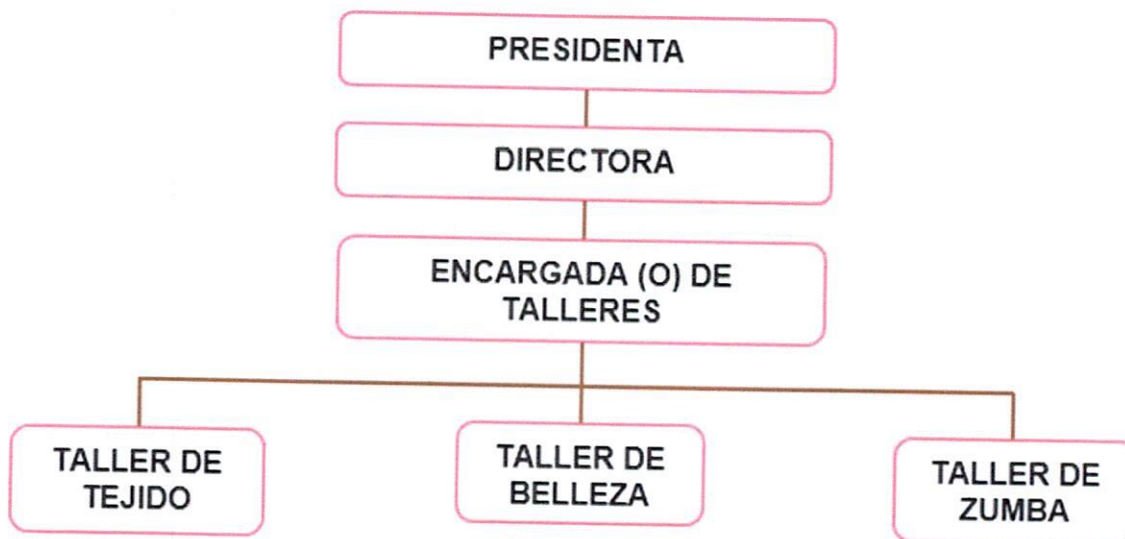 PRESIDENTA
DIRECTORA
ENCARGADA (O) DE
TALLERES
TALLER DE
TEJIDO
TALLER DE
BELLEZA
TALLER DE
ZUMBA